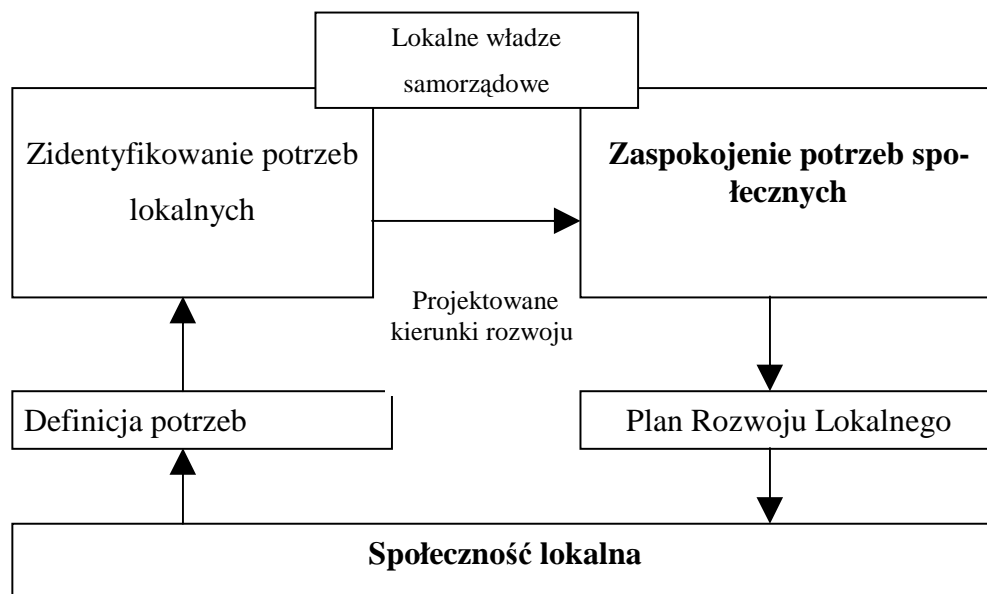 Lokalne władze
samorządowe
Zidentyfikowanie potrzeb
lokalnych
Zaspokojenie potrzeb spo-
łecznych
Projektowane
kierunki rozwoju
Definicja potrzeb
Plan Rozwoju Lokalnego
Społeczność lokalna